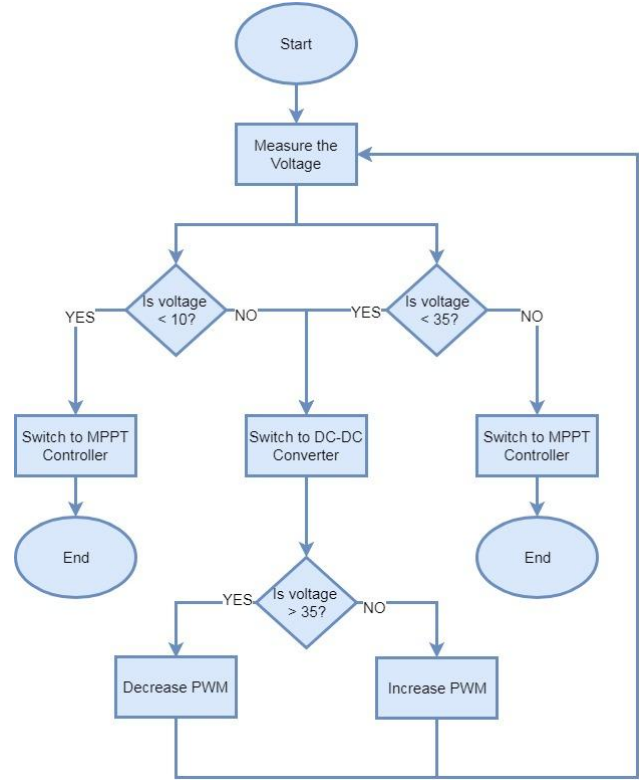 Start
Measure the
Voltage
Is voltage
< 10?
Is voltage
< 35?
YES
NO
YES
NO
Switch to MPPT
Controller
Switch to DC-DC
Converter
Switch to MPPT
Controller
End
End
Is voltage
> 35?
YES
NO
Decrease PWM
Increase PWM